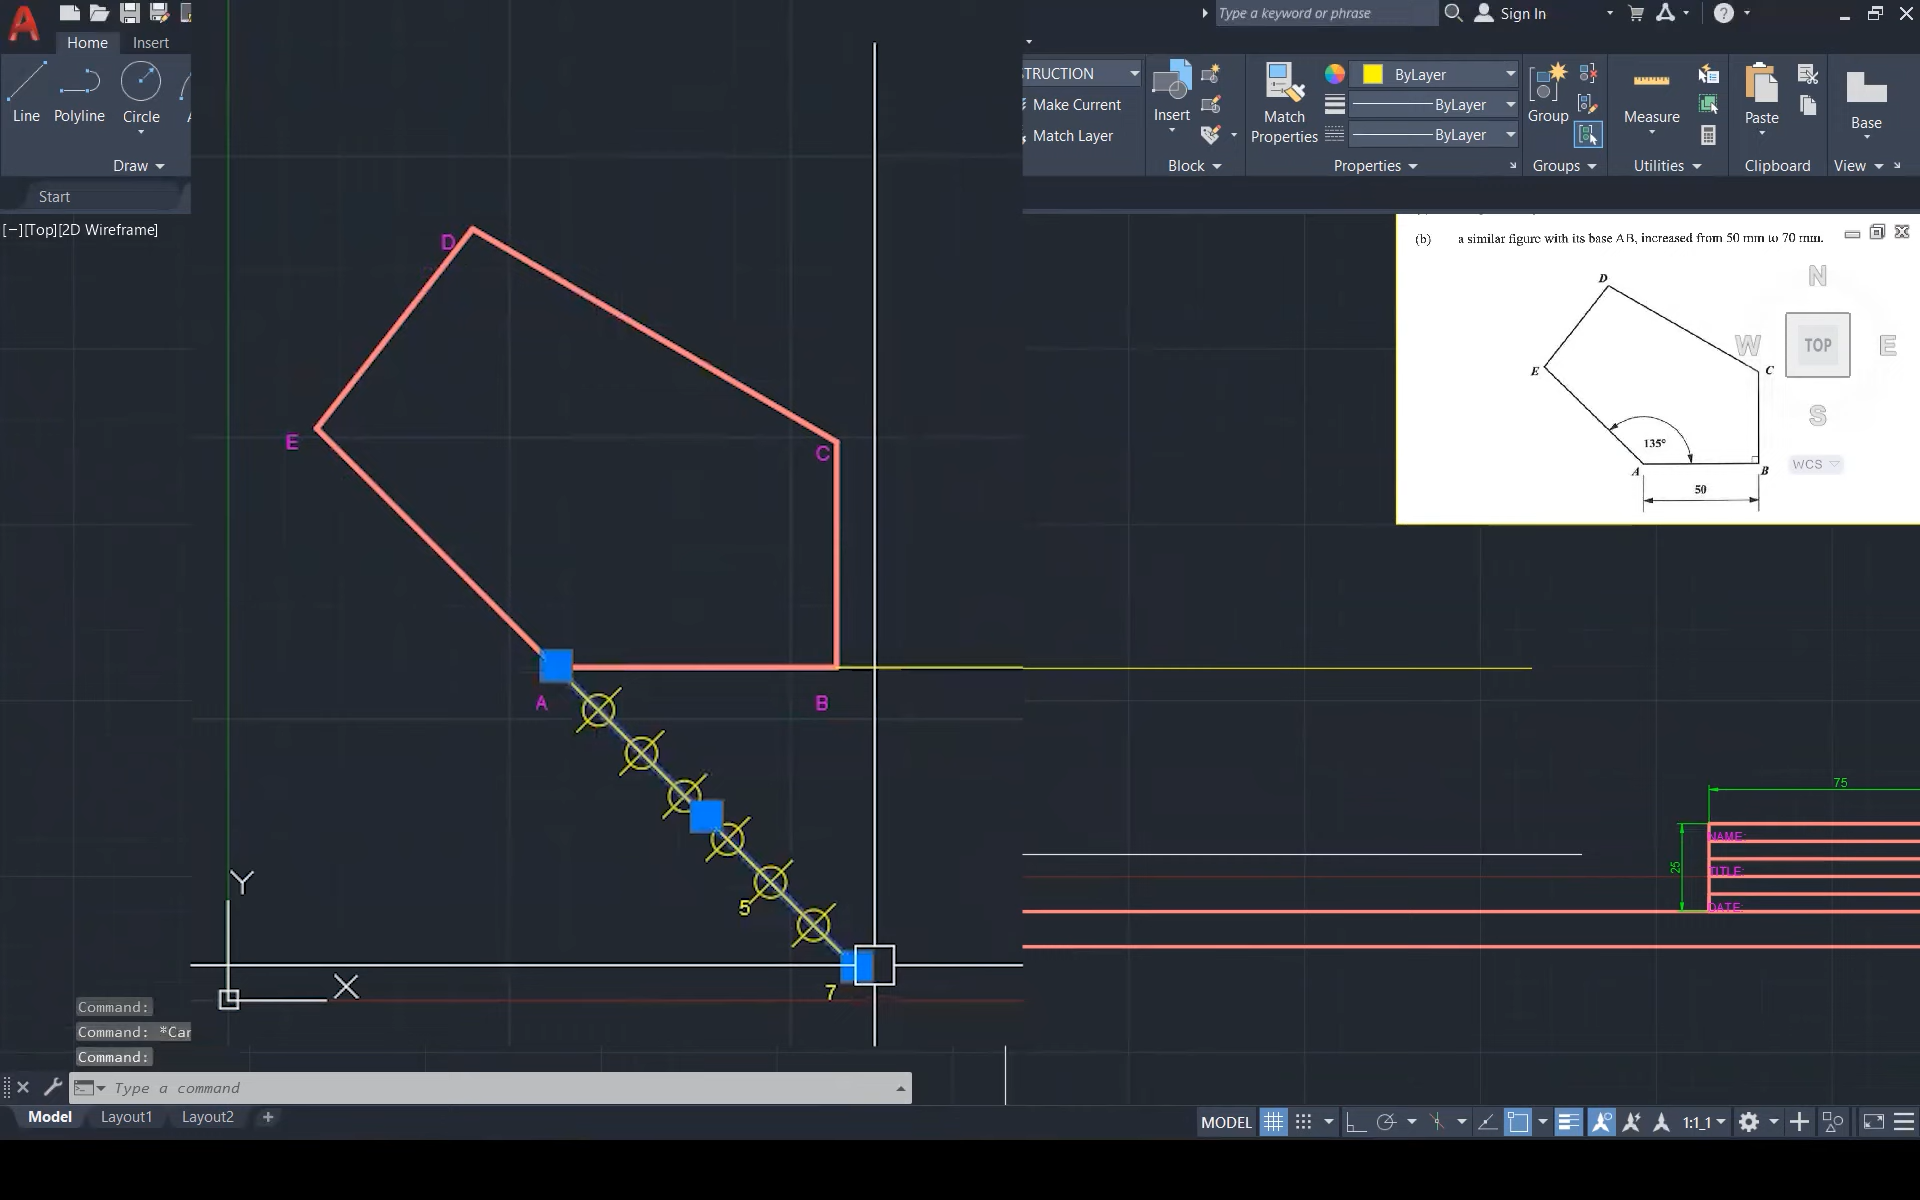 Type a keyword or phrase
Sign In
Home
Insert
Line
Polyline
Circle
Draw
TRUCTION
Make Current
Match Layer
Insert
Block
Match
Properties
ByLayer
ByLayer
ByLayer
Properties
Group
Groups
Measure
Utilities
Paste
Clipboard
Base
View
Start
[−][Top][2D Wireframe]
(b) a similar figure with its base AB, increased from 50 mm to 70 mm.
D
E
C
135°
A
B
50
N
W
TOP
E
S
WCS
D
E
C
A
B
5
7
Y
X
75
25
NAME:
TITLE:
DATE:
Command:
Command: *Can
Command:
Type a command
Model
Layout1
Layout2
+
MODEL
1:1_1